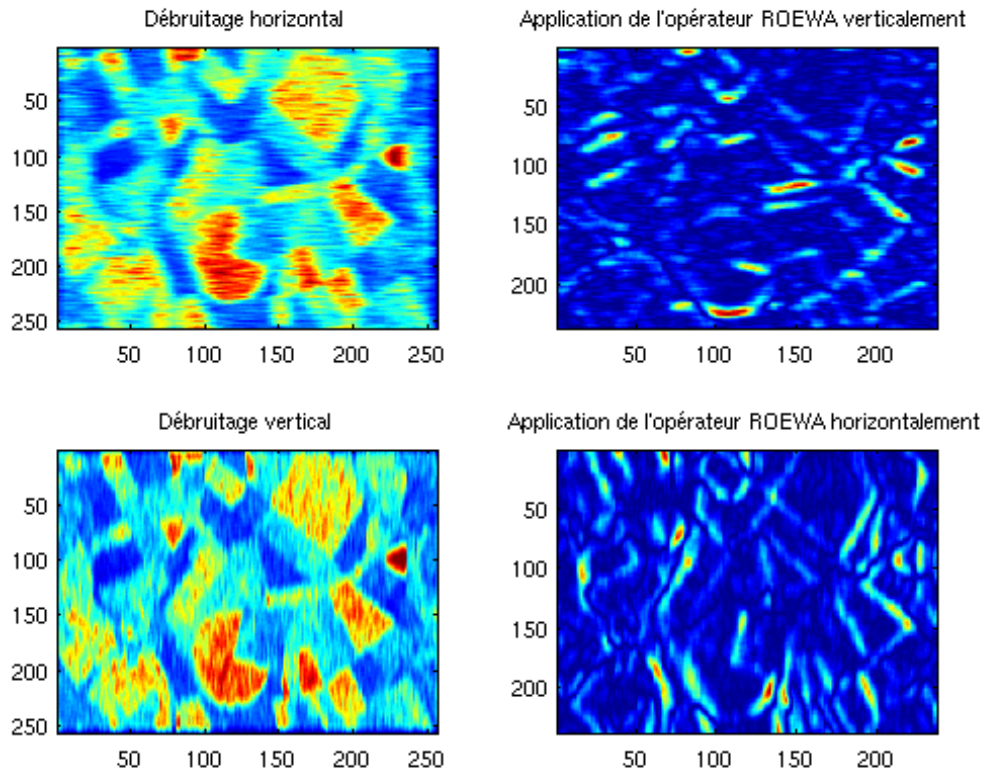 Débruitage horizontal
Application de l'opérateur ROEWA verticalement
50
100
150
200
250
50 100 150 200 250
50
100
150
200
50 100 150 200
Débruitage vertical
Application de l'opérateur ROEWA horizontalement
50
100
150
200
250
50 100 150 200 250
50
100
150
200
50 100 150 200